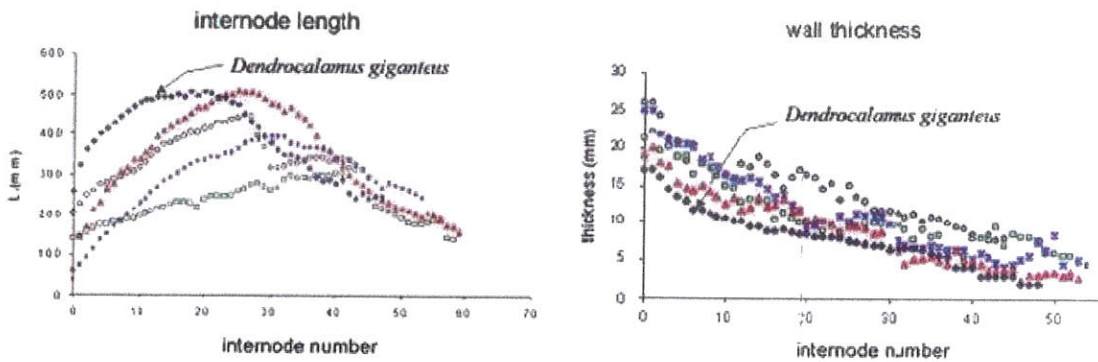 internode length
L (mm)
600
500
400
300
200
100
0
Dendrocalamus giganteus
0 10 20 30 40 50 60 70
internode number
wall thickness
thickness (mm)
30
25
20
15
10
5
0
Dendrocalamus giganteus
0 10 20 30 40 50
internode number